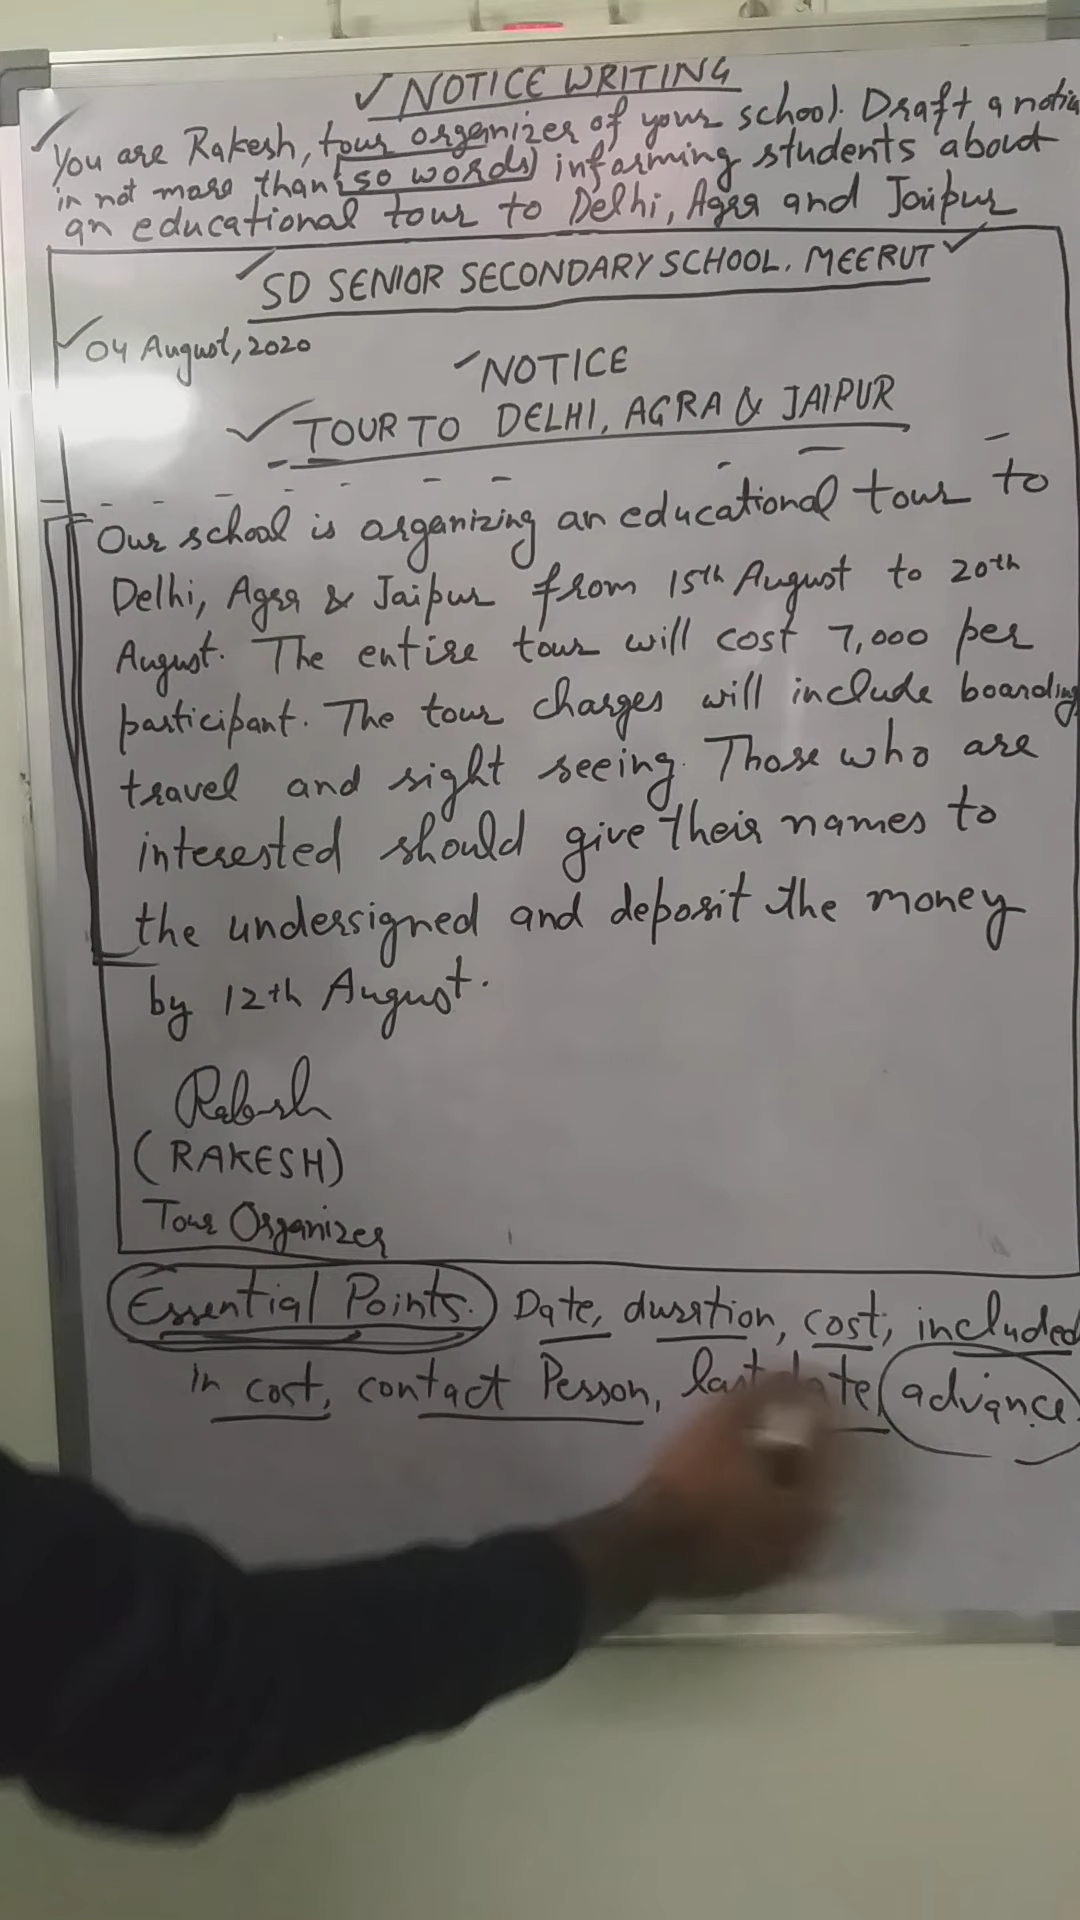 NOTICE WRITING
You are Rakesh, tour organizer of your school. Draft a notic
in not more than 50 words informing students about
an educational tour to Delhi, Agra and Jaipur
SD SENIOR SECONDARY SCHOOL, MEERUT
04 August, 2020
NOTICE
TOUR TO DELHI, AGRA & JAIPUR
Our school is organizing an educational tour to
Delhi, Agra & Jaipur from 15th August to 20th
August. The entire tour will cost 7,000 per
participant. The tour charges will include boarding
travel and sight seeing. Those who are
interested should give their names to
the undersigned and deposit the money
by 12th August.
Rakesh
(RAKESH)
Tour Organizer
Essential Points. Date, duration, cost, included
in cost, contact Person, last date, advance